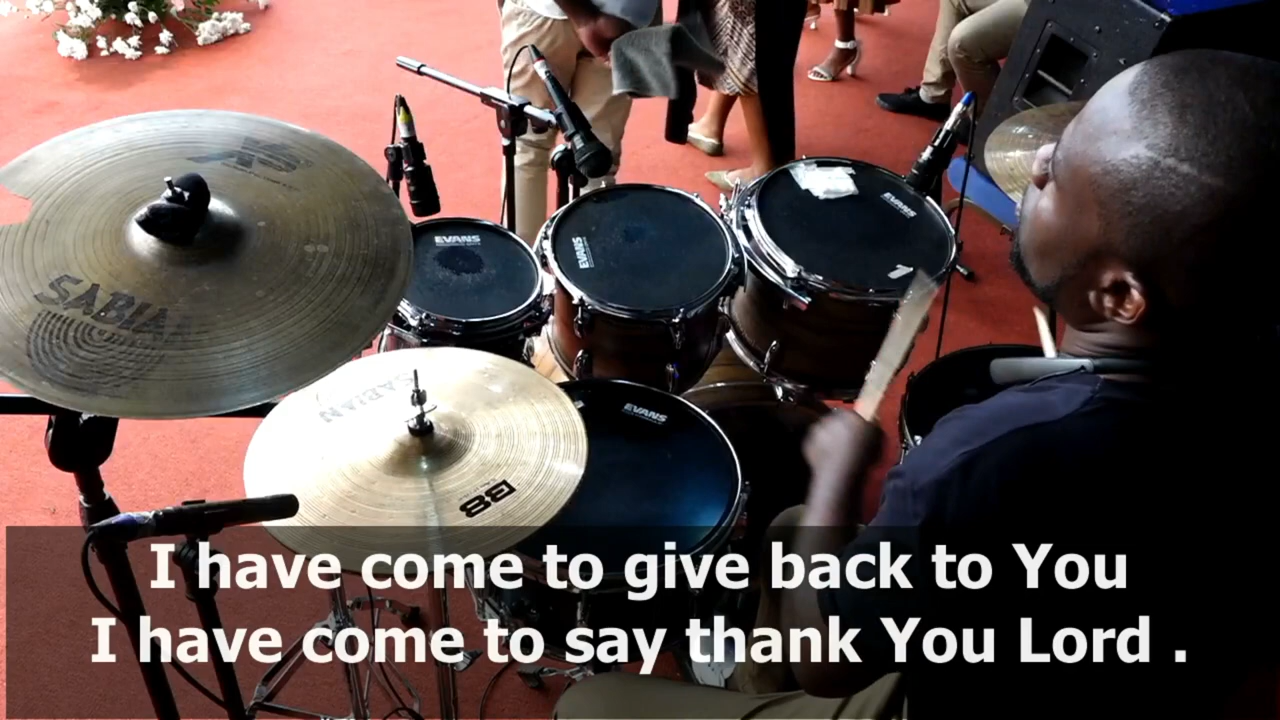 XS
SABIAN
EVANS
EVANS
EVANS
SABIAN
EVANS
B8
I have come to give back to You
I have come to say thank You Lord .